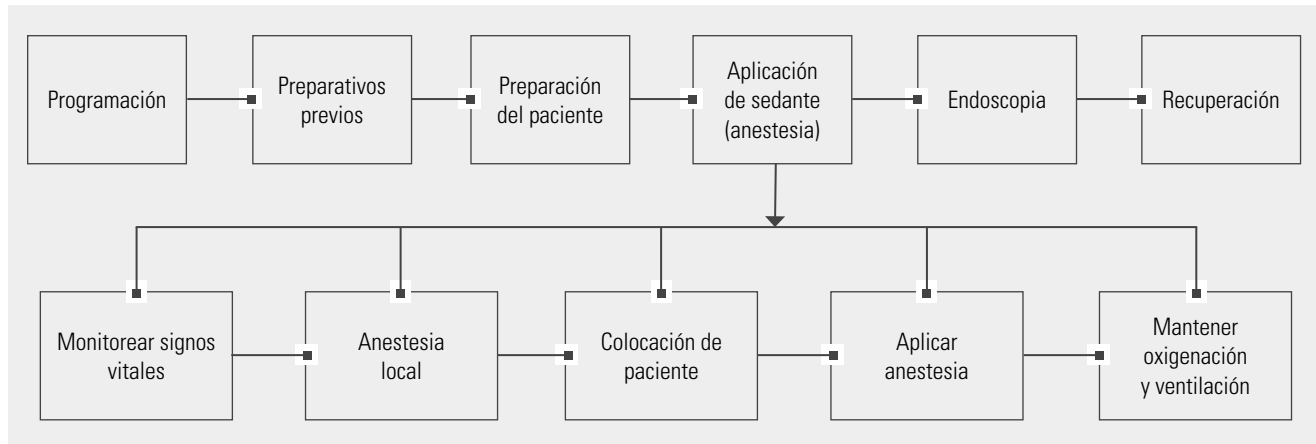 Programación
Preparativos
previos
Preparación
del paciente
Aplicación
de sedante
(anestesia)
Endoscopia
Recuperación
Monitorear signos
vitales
Anestesia
local
Colocación de
paciente
Aplicar
anestesia
Mantener
oxigenación
y ventilación